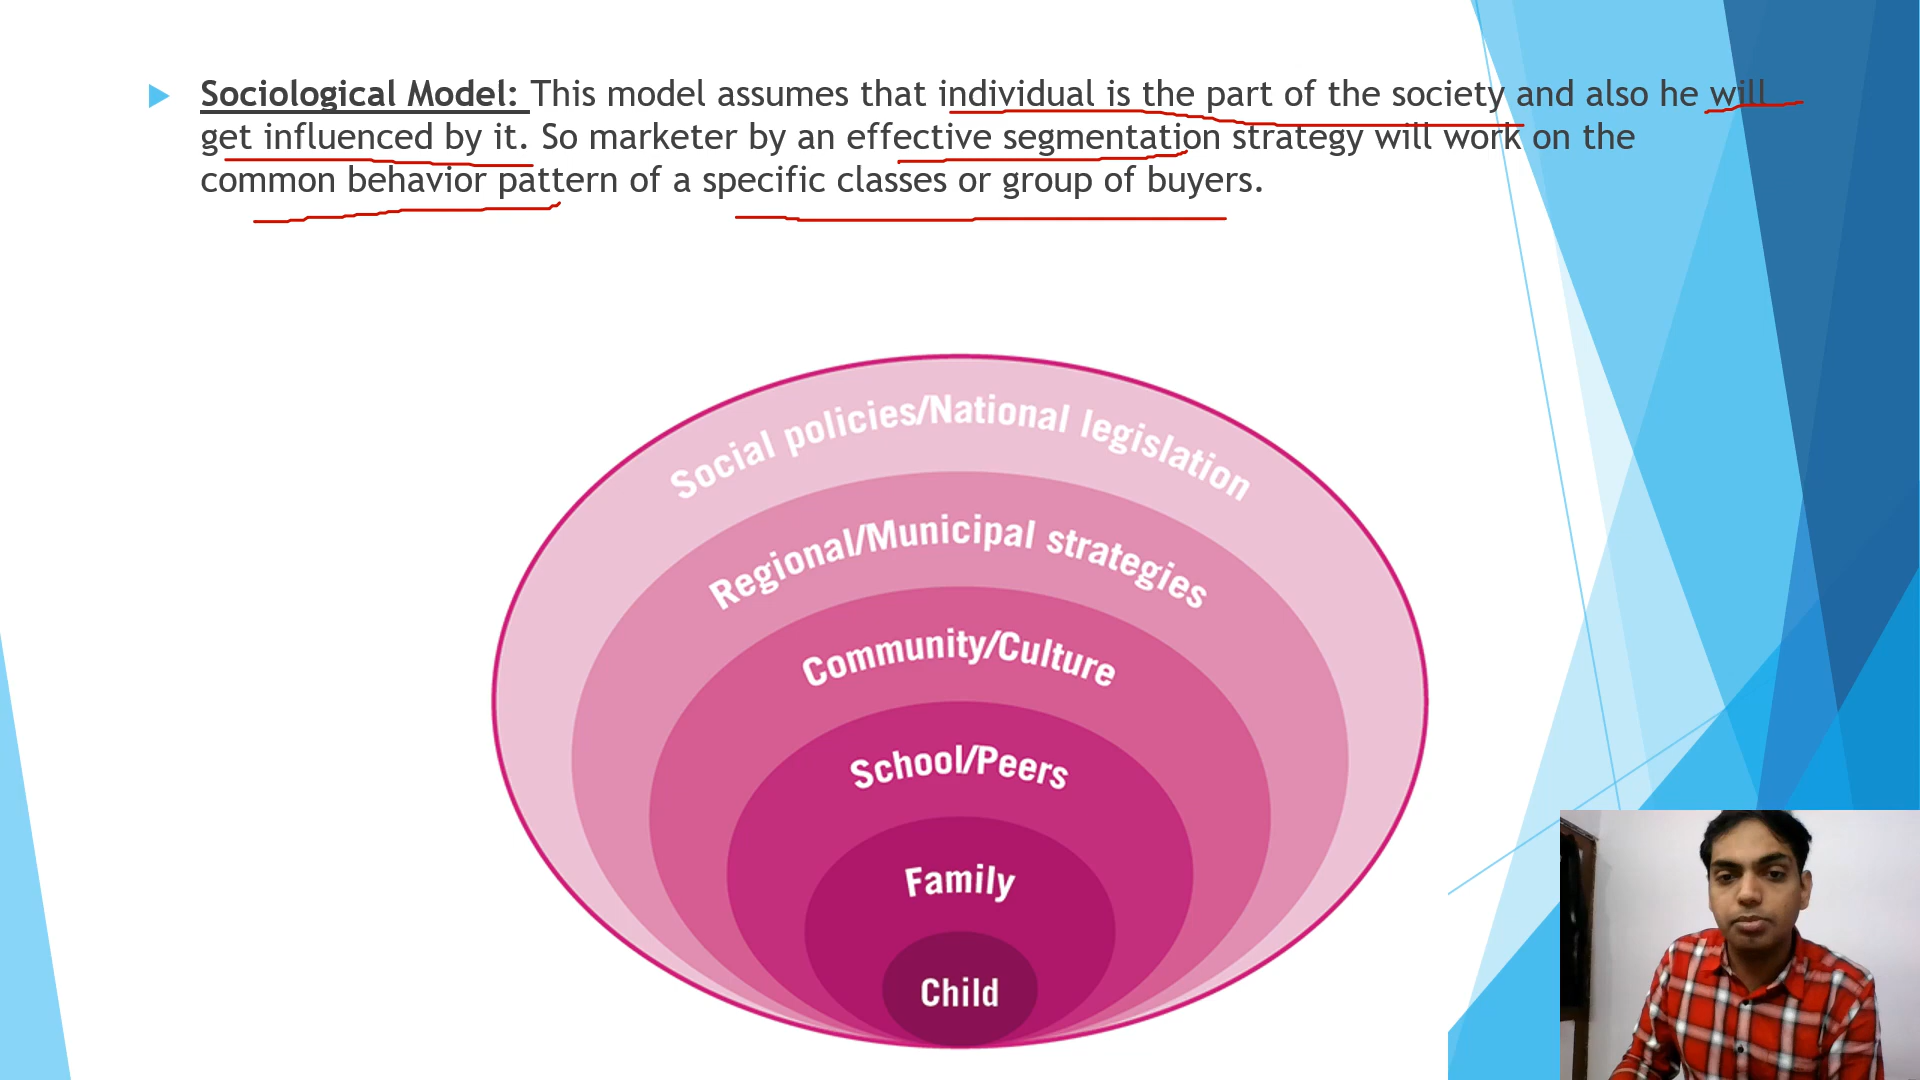 Sociological Model: This model assumes that individual is the part of the society and also he will
get influenced by it. So marketer by an effective segmentation strategy will work on the
common behavior pattern of a specific classes or group of buyers.
Social policies/National legislation
Regional/Municipal strategies
Community/Culture
School/Peers
Family
Child